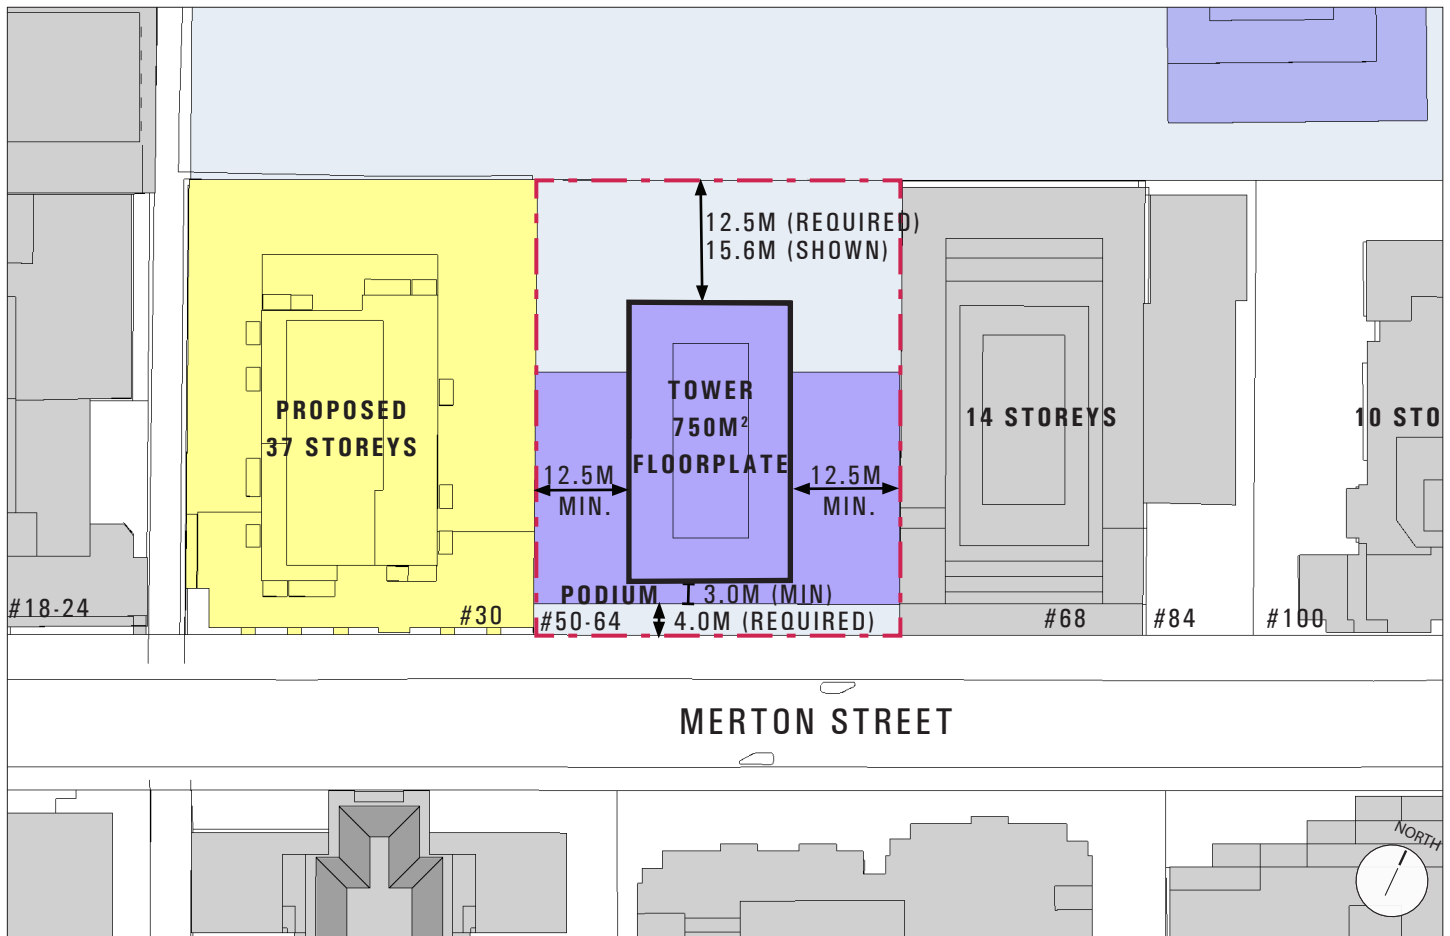 12.5M (REQUIRED)
15.6M (SHOWN)
PROPOSED
37 STOREYS
TOWER
750M²
FLOORPLATE
12.5M
MIN.
12.5M
MIN.
14 STOREYS
10 STO
PODIUM
3.0M (MIN)
#18-24
#30
#50-64
4.0M (REQUIRED)
#68
#84
#100
MERTON STREET
NORTH